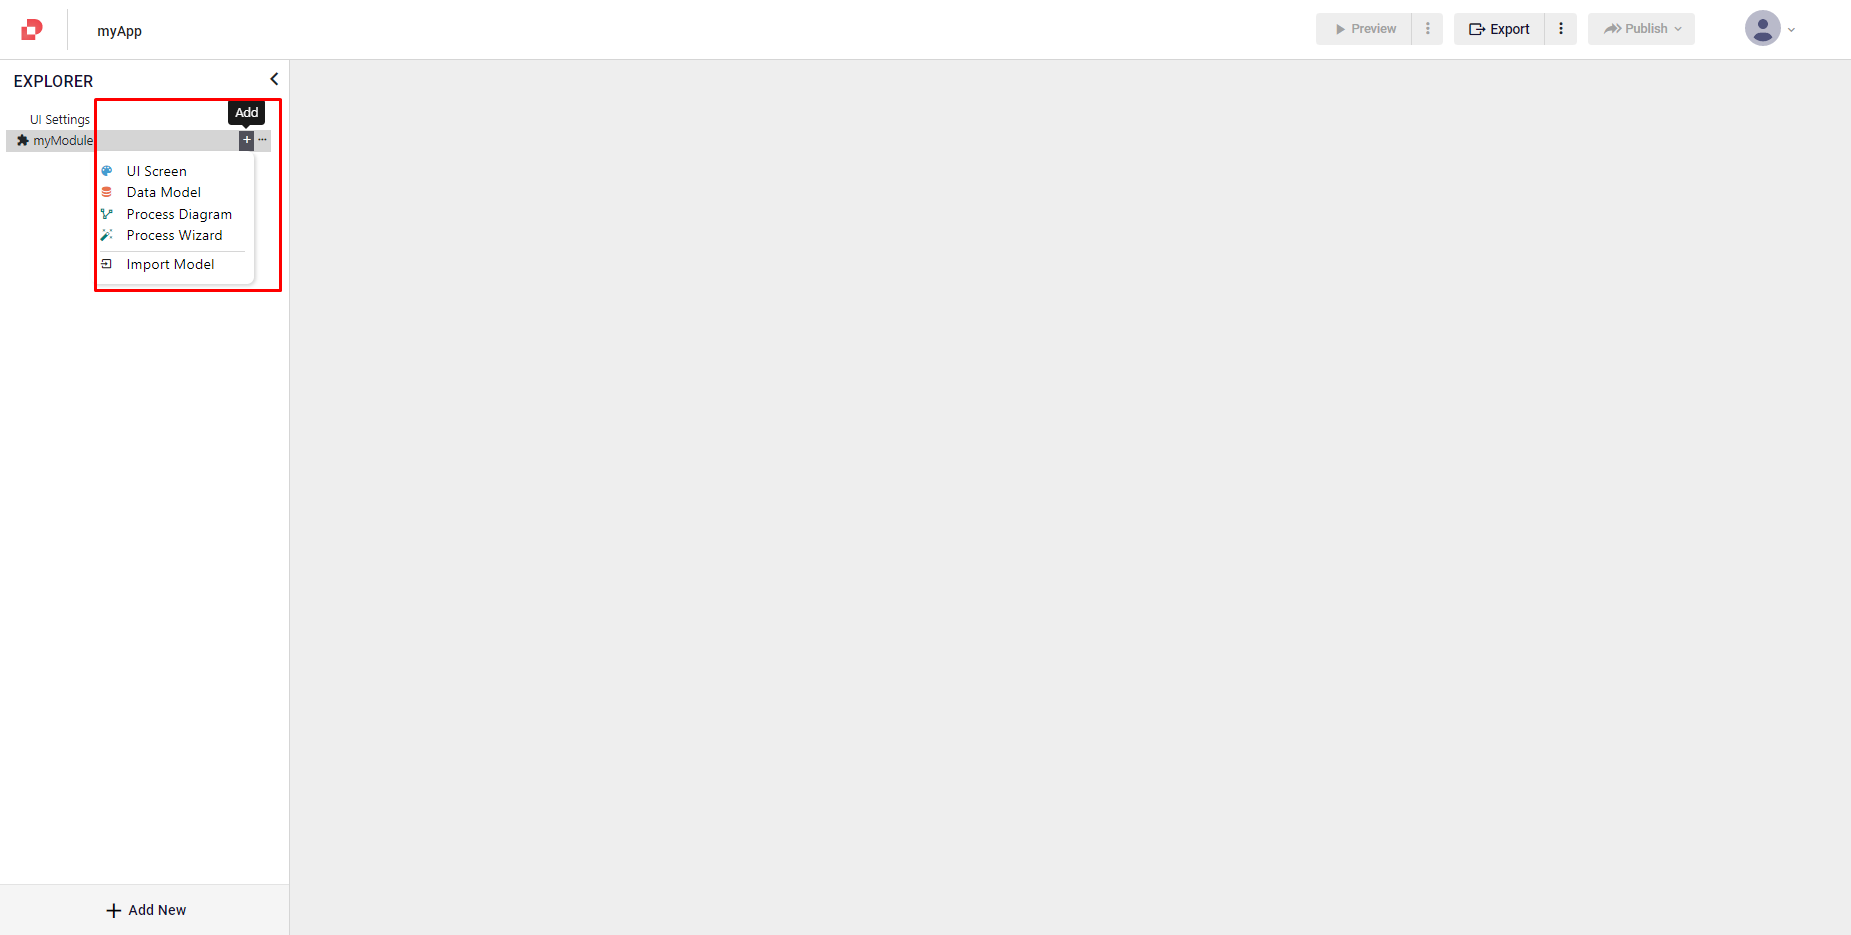 myApp
Preview
Export
Publish
EXPLORER
Add
UI Settings
myModule
UI Screen
Data Model
Process Diagram
Process Wizard
Import Model
Add New